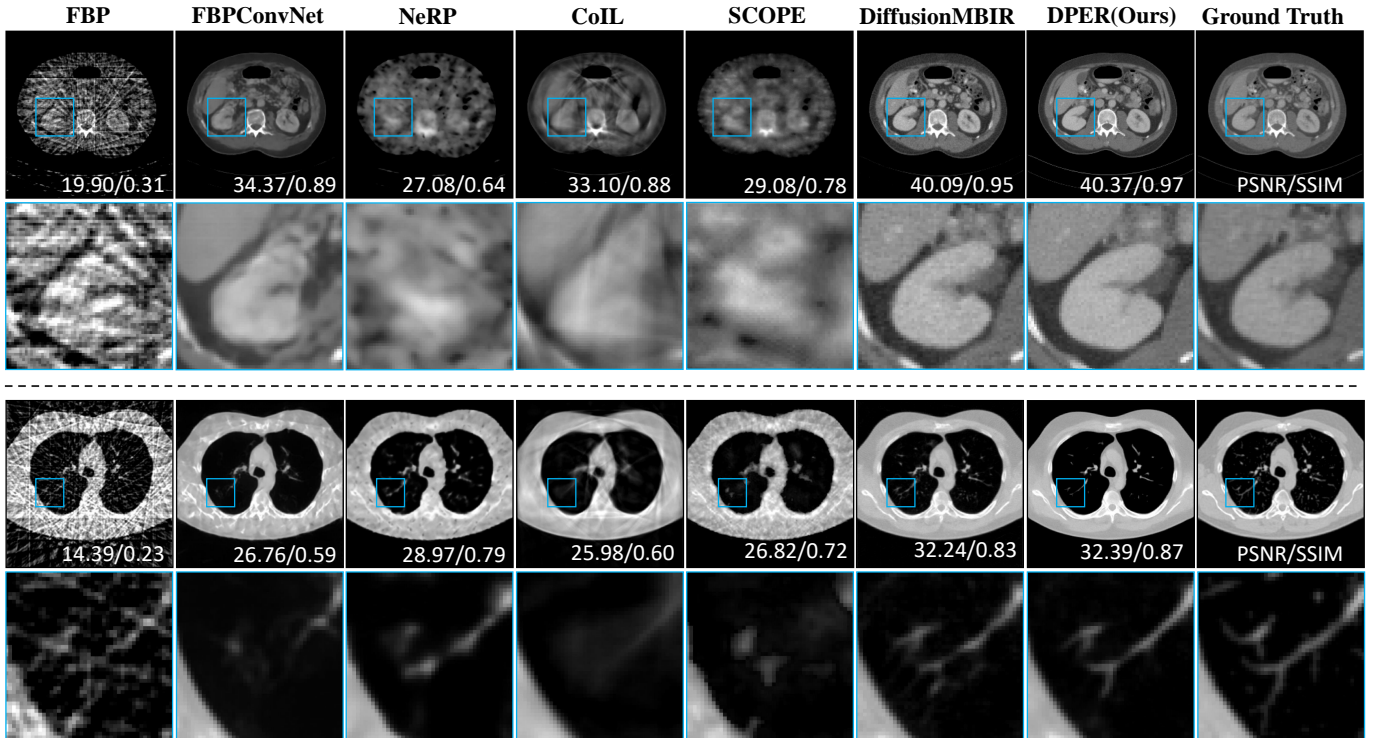 FBP FBPConvNet NeRP CoIL SCOPE DiffusionMBIR DPER(Ours) Ground Truth
19.90/0.31 34.37/0.89 27.08/0.64 33.10/0.88 29.08/0.78 40.09/0.95 40.37/0.97 PSNR/SSIM
14.39/0.23 26.76/0.59 28.97/0.79 25.98/0.60 26.82/0.72 32.24/0.83 32.39/0.87 PSNR/SSIM